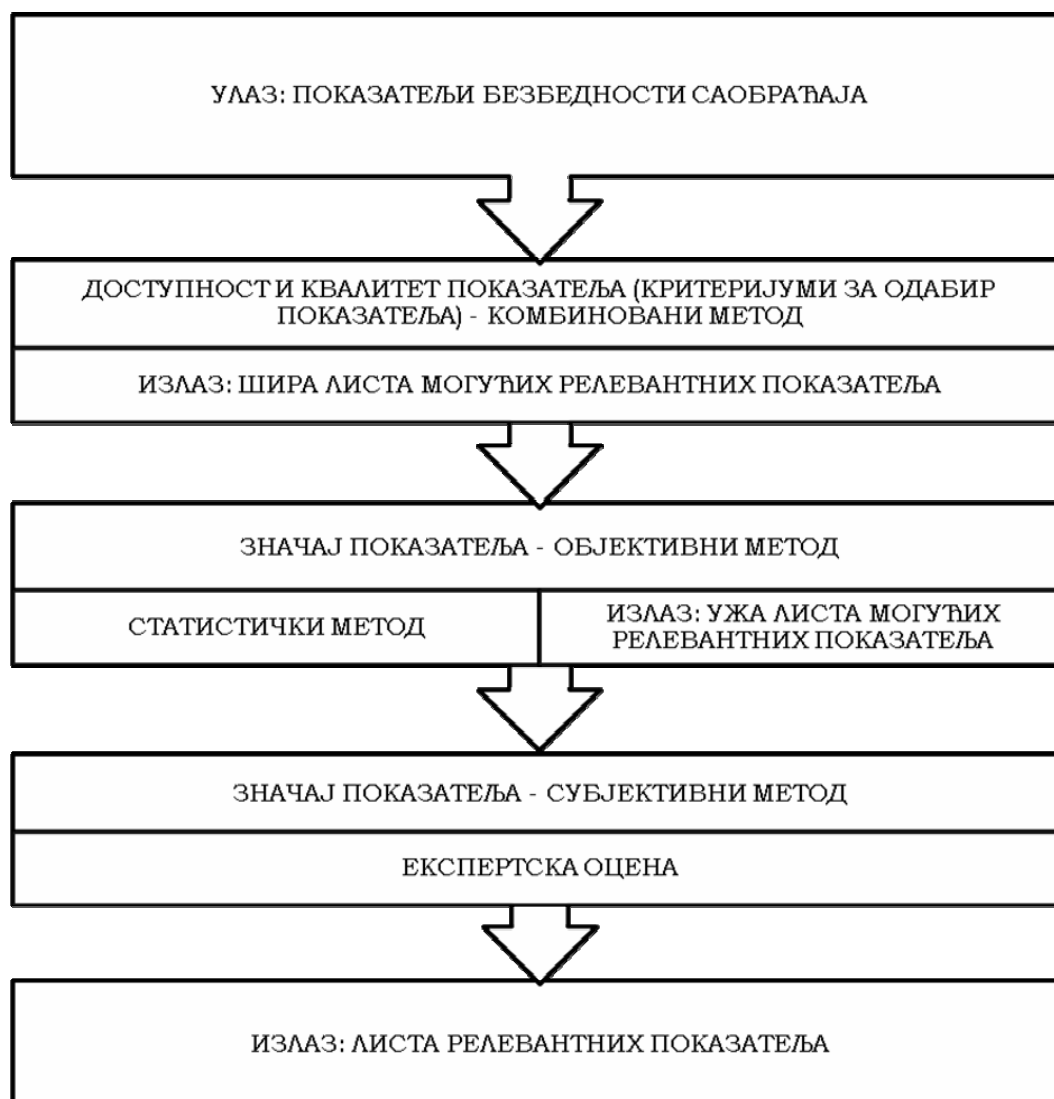 УЛАЗ: ПОКАЗАТЕЉИ БЕЗБЕДНОСТИ САОБРАЋАЈА
ДОСТУПНОСТ И КВАЛИТЕТ ПОКАЗАТЕЉА (КРИТЕРИЈУМИ ЗА ОДАБИР
ПОКАЗАТЕЉА) - КОМБИНОВАНИ МЕТОД
ИЗЛАЗ: ШИРА ЛИСТА МОГУЋИХ РЕЛЕВАНТНИХ ПОКАЗАТЕЉА
ЗНАЧАЈ ПОКАЗАТЕЉА - ОБЈЕКТИВНИ МЕТОД
СТАТИСТИЧКИ МЕТОД
ИЗЛАЗ: УЖА ЛИСТА МОГУЋИХ
РЕЛЕВАНТНИХ ПОКАЗАТЕЉА
ЗНАЧАЈ ПОКАЗАТЕЉА - СУБЈЕКТИВНИ МЕТОД
ЕКСПЕРТСКА ОЦЕНА
ИЗЛАЗ: ЛИСТА РЕЛЕВАНТНИХ ПОКАЗАТЕЉА